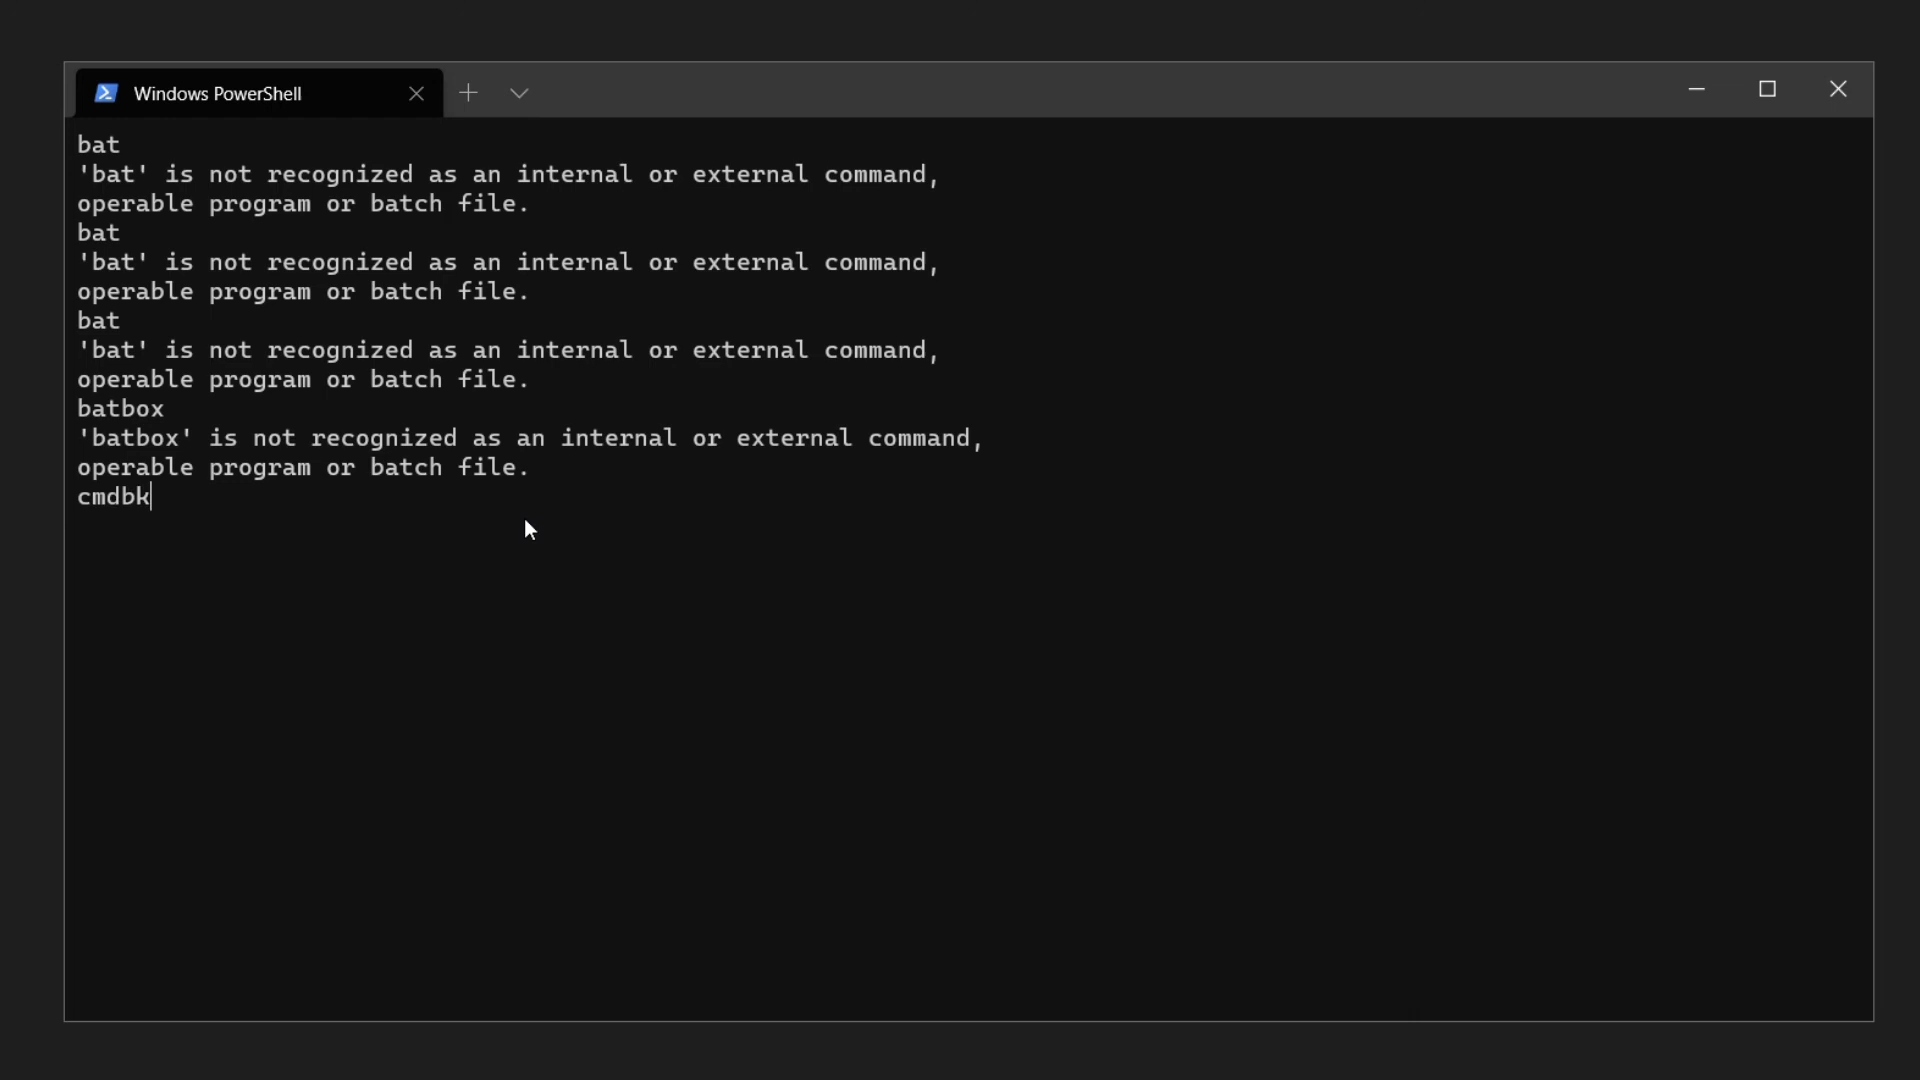 Windows PowerShell
bat
'bat' is not recognized as an internal or external command,
operable program or batch file.
bat
'bat' is not recognized as an internal or external command,
operable program or batch file.
bat
'bat' is not recognized as an internal or external command,
operable program or batch file.
batbox
'batbox' is not recognized as an internal or external command,
operable program or batch file.
cmdbk